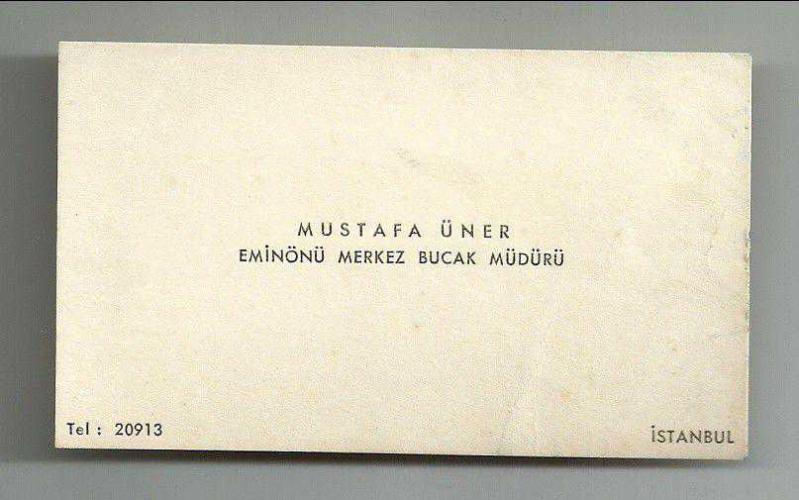 MUSTAFA ÜNER
EMİNÖNÜ MERKEZ BUCAK MÜDÜRÜ
Tel : 20913
İSTANBUL